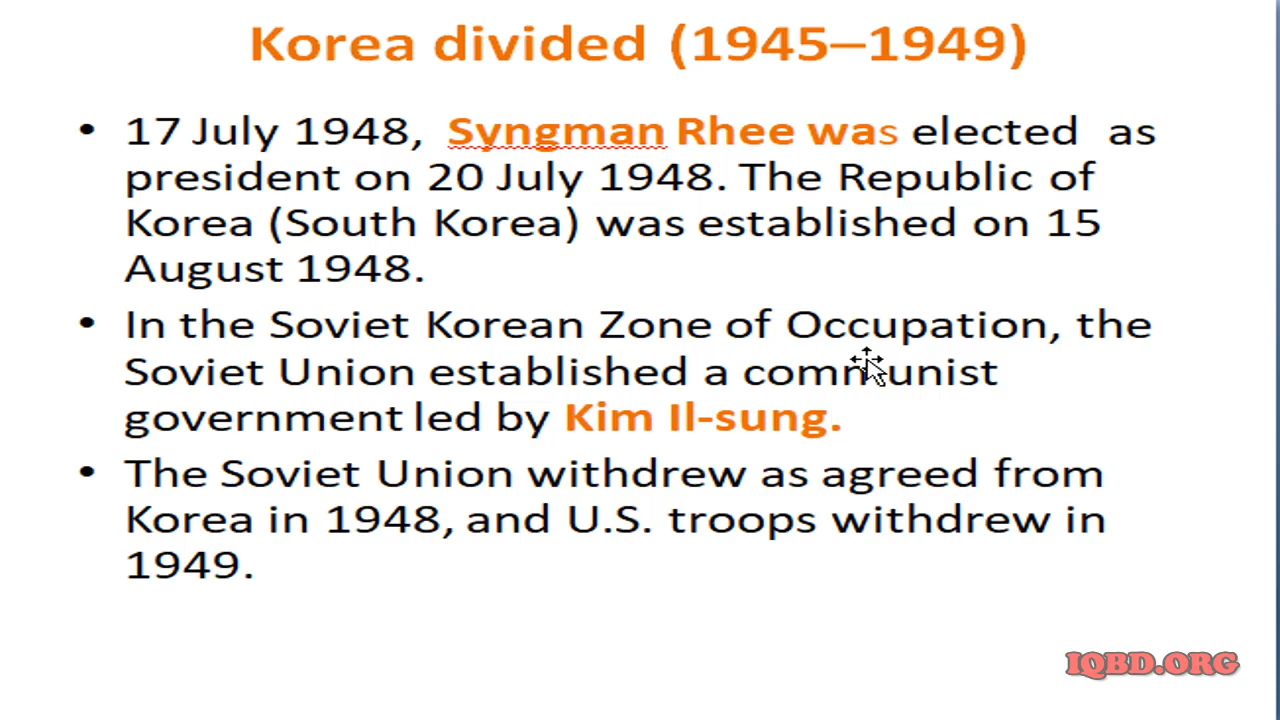 Korea divided (1945–1949)
• 17 July 1948, Syngman Rhee was elected as
president on 20 July 1948. The Republic of
Korea (South Korea) was established on 15
August 1948.
• In the Soviet Korean Zone of Occupation, the
Soviet Union established a communist
government led by Kim Il-sung.
• The Soviet Union withdrew as agreed from
Korea in 1948, and U.S. troops withdrew in
1949.
IQBD.ORG